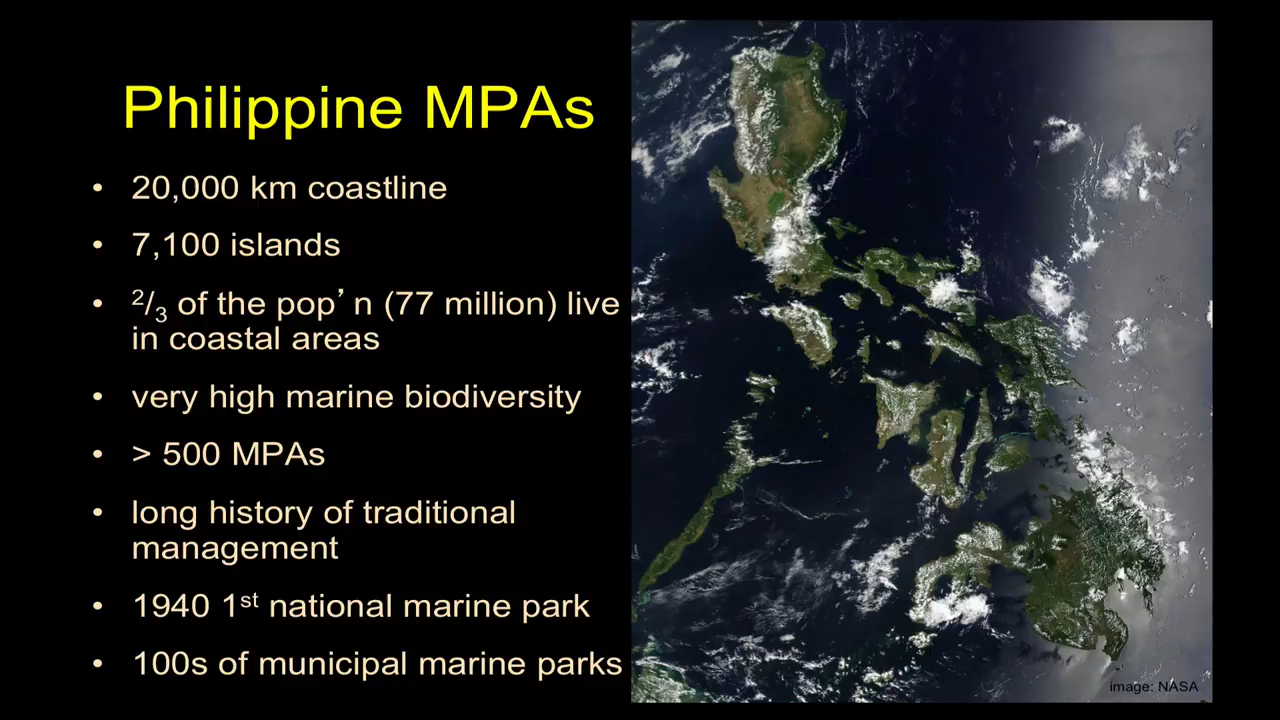 Philippine MPAs
• 20,000 km coastline
• 7,100 islands
• 2/3 of the pop’n (77 million) live
in coastal areas
• very high marine biodiversity
• > 500 MPAs
• long history of traditional
management
• 1940 1st national marine park
• 100s of municipal marine parks
image: NASA